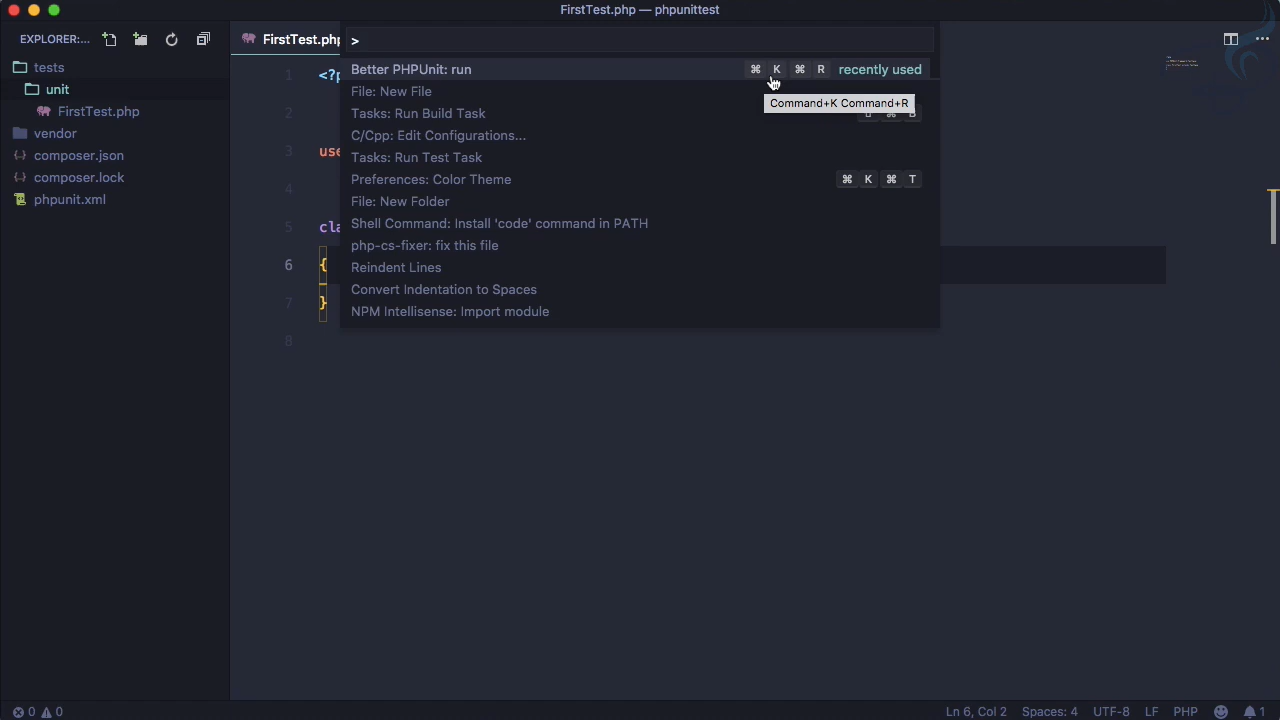 FirstTest.php — phpunittest
EXPLORER:...
FirstTest.php
>
tests
unit
FirstTest.php
vendor
composer.json
composer.lock
phpunit.xml
Better PHPUnit: run ⌘ K ⌘ R recently used
Command+K Command+R
File: New File
Tasks: Run Build Task ⌘ B
C/Cpp: Edit Configurations...
Tasks: Run Test Task
Preferences: Color Theme ⌘ K ⌘ T
File: New Folder
Shell Command: Install 'code' command in PATH
php-cs-fixer: fix this file
Reindent Lines
Convert Indentation to Spaces
NPM Intellisense: Import module
1 <?p
2
3 use
4
5 cla
6 {
7 }
8
0 0
Ln 6, Col 2 Spaces: 4 UTF-8 LF PHP 1